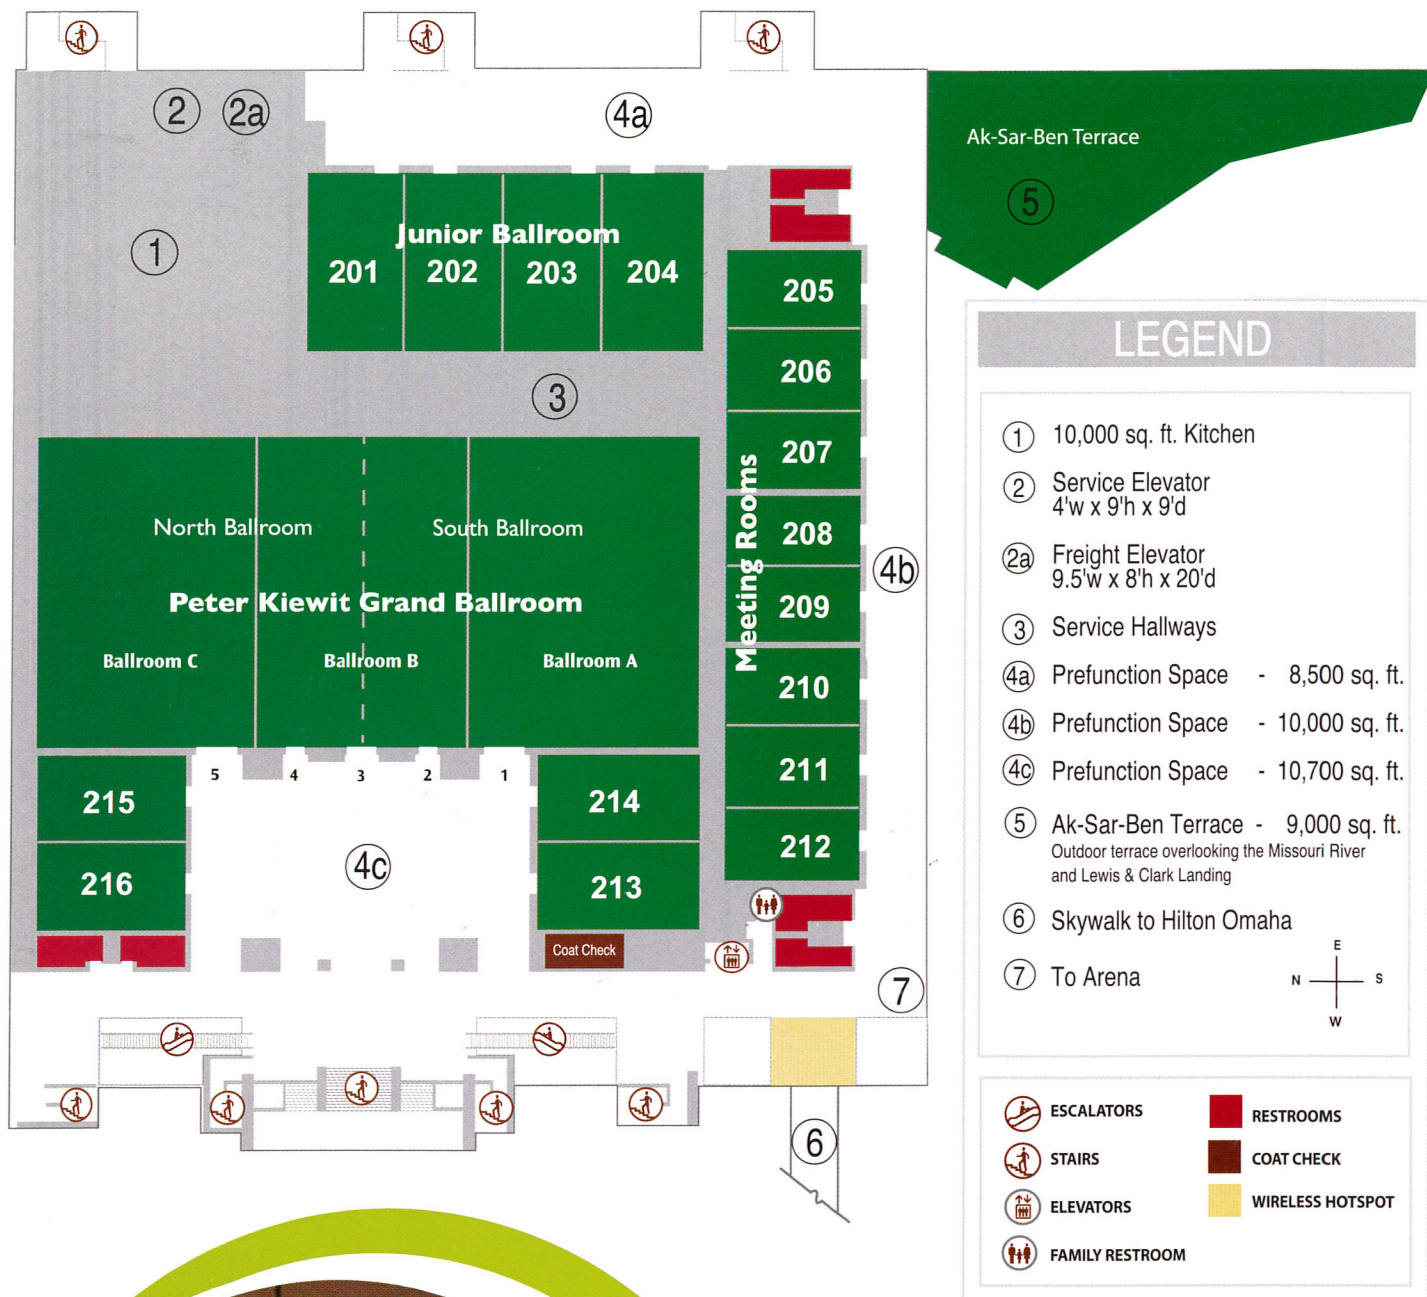 2
2a
4a
Ak-Sar-Ben Terrace
5
1
Junior Ballroom
201
202
203
204
205
206
207
208
209
210
211
212
Meeting Rooms
3
4b
North Ballroom
South Ballroom
Peter Kiewit Grand Ballroom
Ballroom C
Ballroom B
Ballroom A
5
4
3
2
1
215
216
214
213
4c
Coat Check
7
6
LEGEND
1 10,000 sq. ft. Kitchen
2 Service Elevator
4'w x 9'h x 9'd
2a Freight Elevator
9.5'w x 8'h x 20'd
3 Service Hallways
4a Prefunction Space - 8,500 sq. ft.
4b Prefunction Space - 10,000 sq. ft.
4c Prefunction Space - 10,700 sq. ft.
5 Ak-Sar-Ben Terrace - 9,000 sq. ft.
Outdoor terrace overlooking the Missouri River
and Lewis & Clark Landing
6 Skywalk to Hilton Omaha
7 To Arena
E
N S
W
ESCALATORS
STAIRS
ELEVATORS
FAMILY RESTROOM
RESTROOMS
COAT CHECK
WIRELESS HOTSPOT